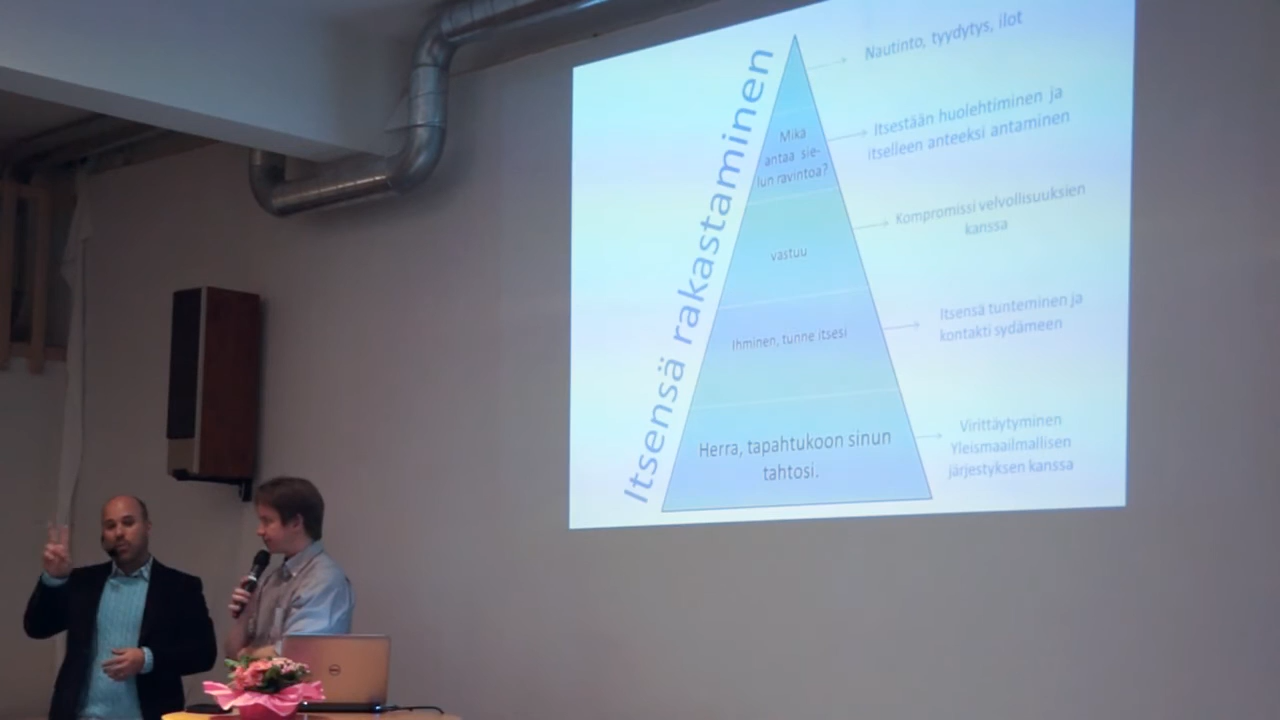 Itsensä rakastaminen
Nautinto, tyydytys, ilot
Mikä
antaa sie-
lun ravintoa?
Itsestään huolehtiminen ja
itselleen anteeksi antaminen
vastuu
Kompromissi velvollisuuksien
kanssa
Ihminen, tunne itsesi
Itsensä tunteminen ja
kontakti sydämeen
Herra, tapahtukoon sinun
tahtosi.
Virittäytyminen
Yleismaailmallisen
järjestyksen kanssa
DELL